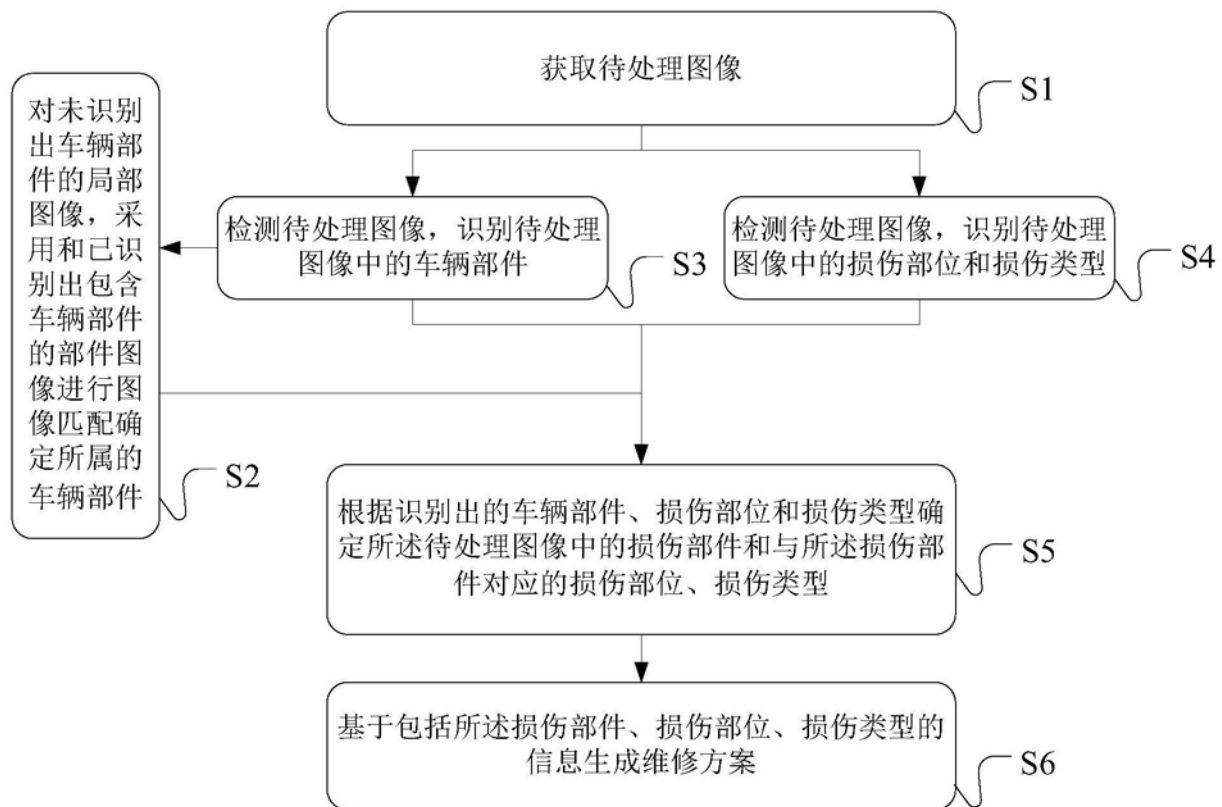 获取待处理图像
S1
对未识别
出车辆部
件的局部
图像，采
用和已识
别出包含
车辆部件
的部件图
像进行图
像匹配确
定所属的
车辆部件
S2
检测待处理图像，识别待处理
图像中的车辆部件
S3
检测待处理图像，识别待处理
图像中的损伤部位和损伤类型
S4
根据识别出的车辆部件、损伤部位和损伤类型确
定所述待处理图像中的损伤部件和与所述损伤部
件对应的损伤部位、损伤类型
S5
基于包括所述损伤部件、损伤部位、损伤类型的
信息生成维修方案
S6